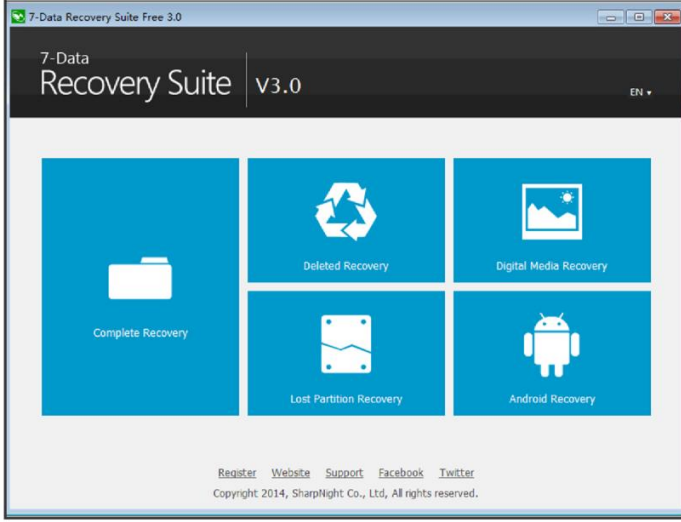 7-Data Recovery Suite Free 3.0
7-Data
Recovery Suite V3.0
EN
Complete Recovery
Deleted Recovery
Digital Media Recovery
Lost Partition Recovery
Android Recovery
Register Website Support Facebook Twitter
Copyright 2014, SharpNight Co., Ltd, All rights reserved.